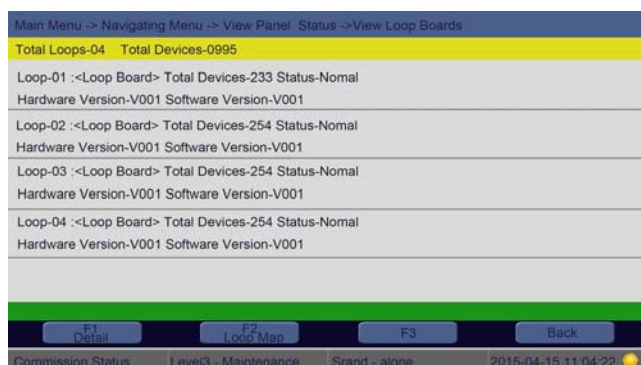 Main Menu -> Navigating Menu -> View Panel Status ->View Loop Boards
Total Loops-04 Total Devices-0995
Loop-01 :<Loop Board> Total Devices-233 Status-Nomal
Hardware Version-V001 Software Version-V001
Loop-02 :<Loop Board> Total Devices-254 Status-Nomal
Hardware Version-V001 Software Version-V001
Loop-03 :<Loop Board> Total Devices-254 Status-Nomal
Hardware Version-V001 Software Version-V001
Loop-04 :<Loop Board> Total Devices-254 Status-Nomal
Hardware Version-V001 Software Version-V001
F1 F2 F3 Back
Detail Loop Map
Commission Status Level3 - Maintenance Srand - alone 2015-04-15 11:04:22